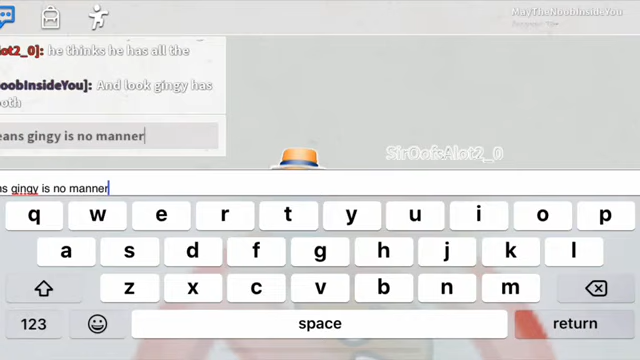 MayTheNoobInsideYou
lot2_0]: he thinks he has all the
oobInsideYou]: And look gingy has
oth
eans gingy is no manner
SirOofsAlot2_0
ns gingy is no manner
q w e r t y u i o p
a s d f g h j k l
z x c v b n m
123 space return